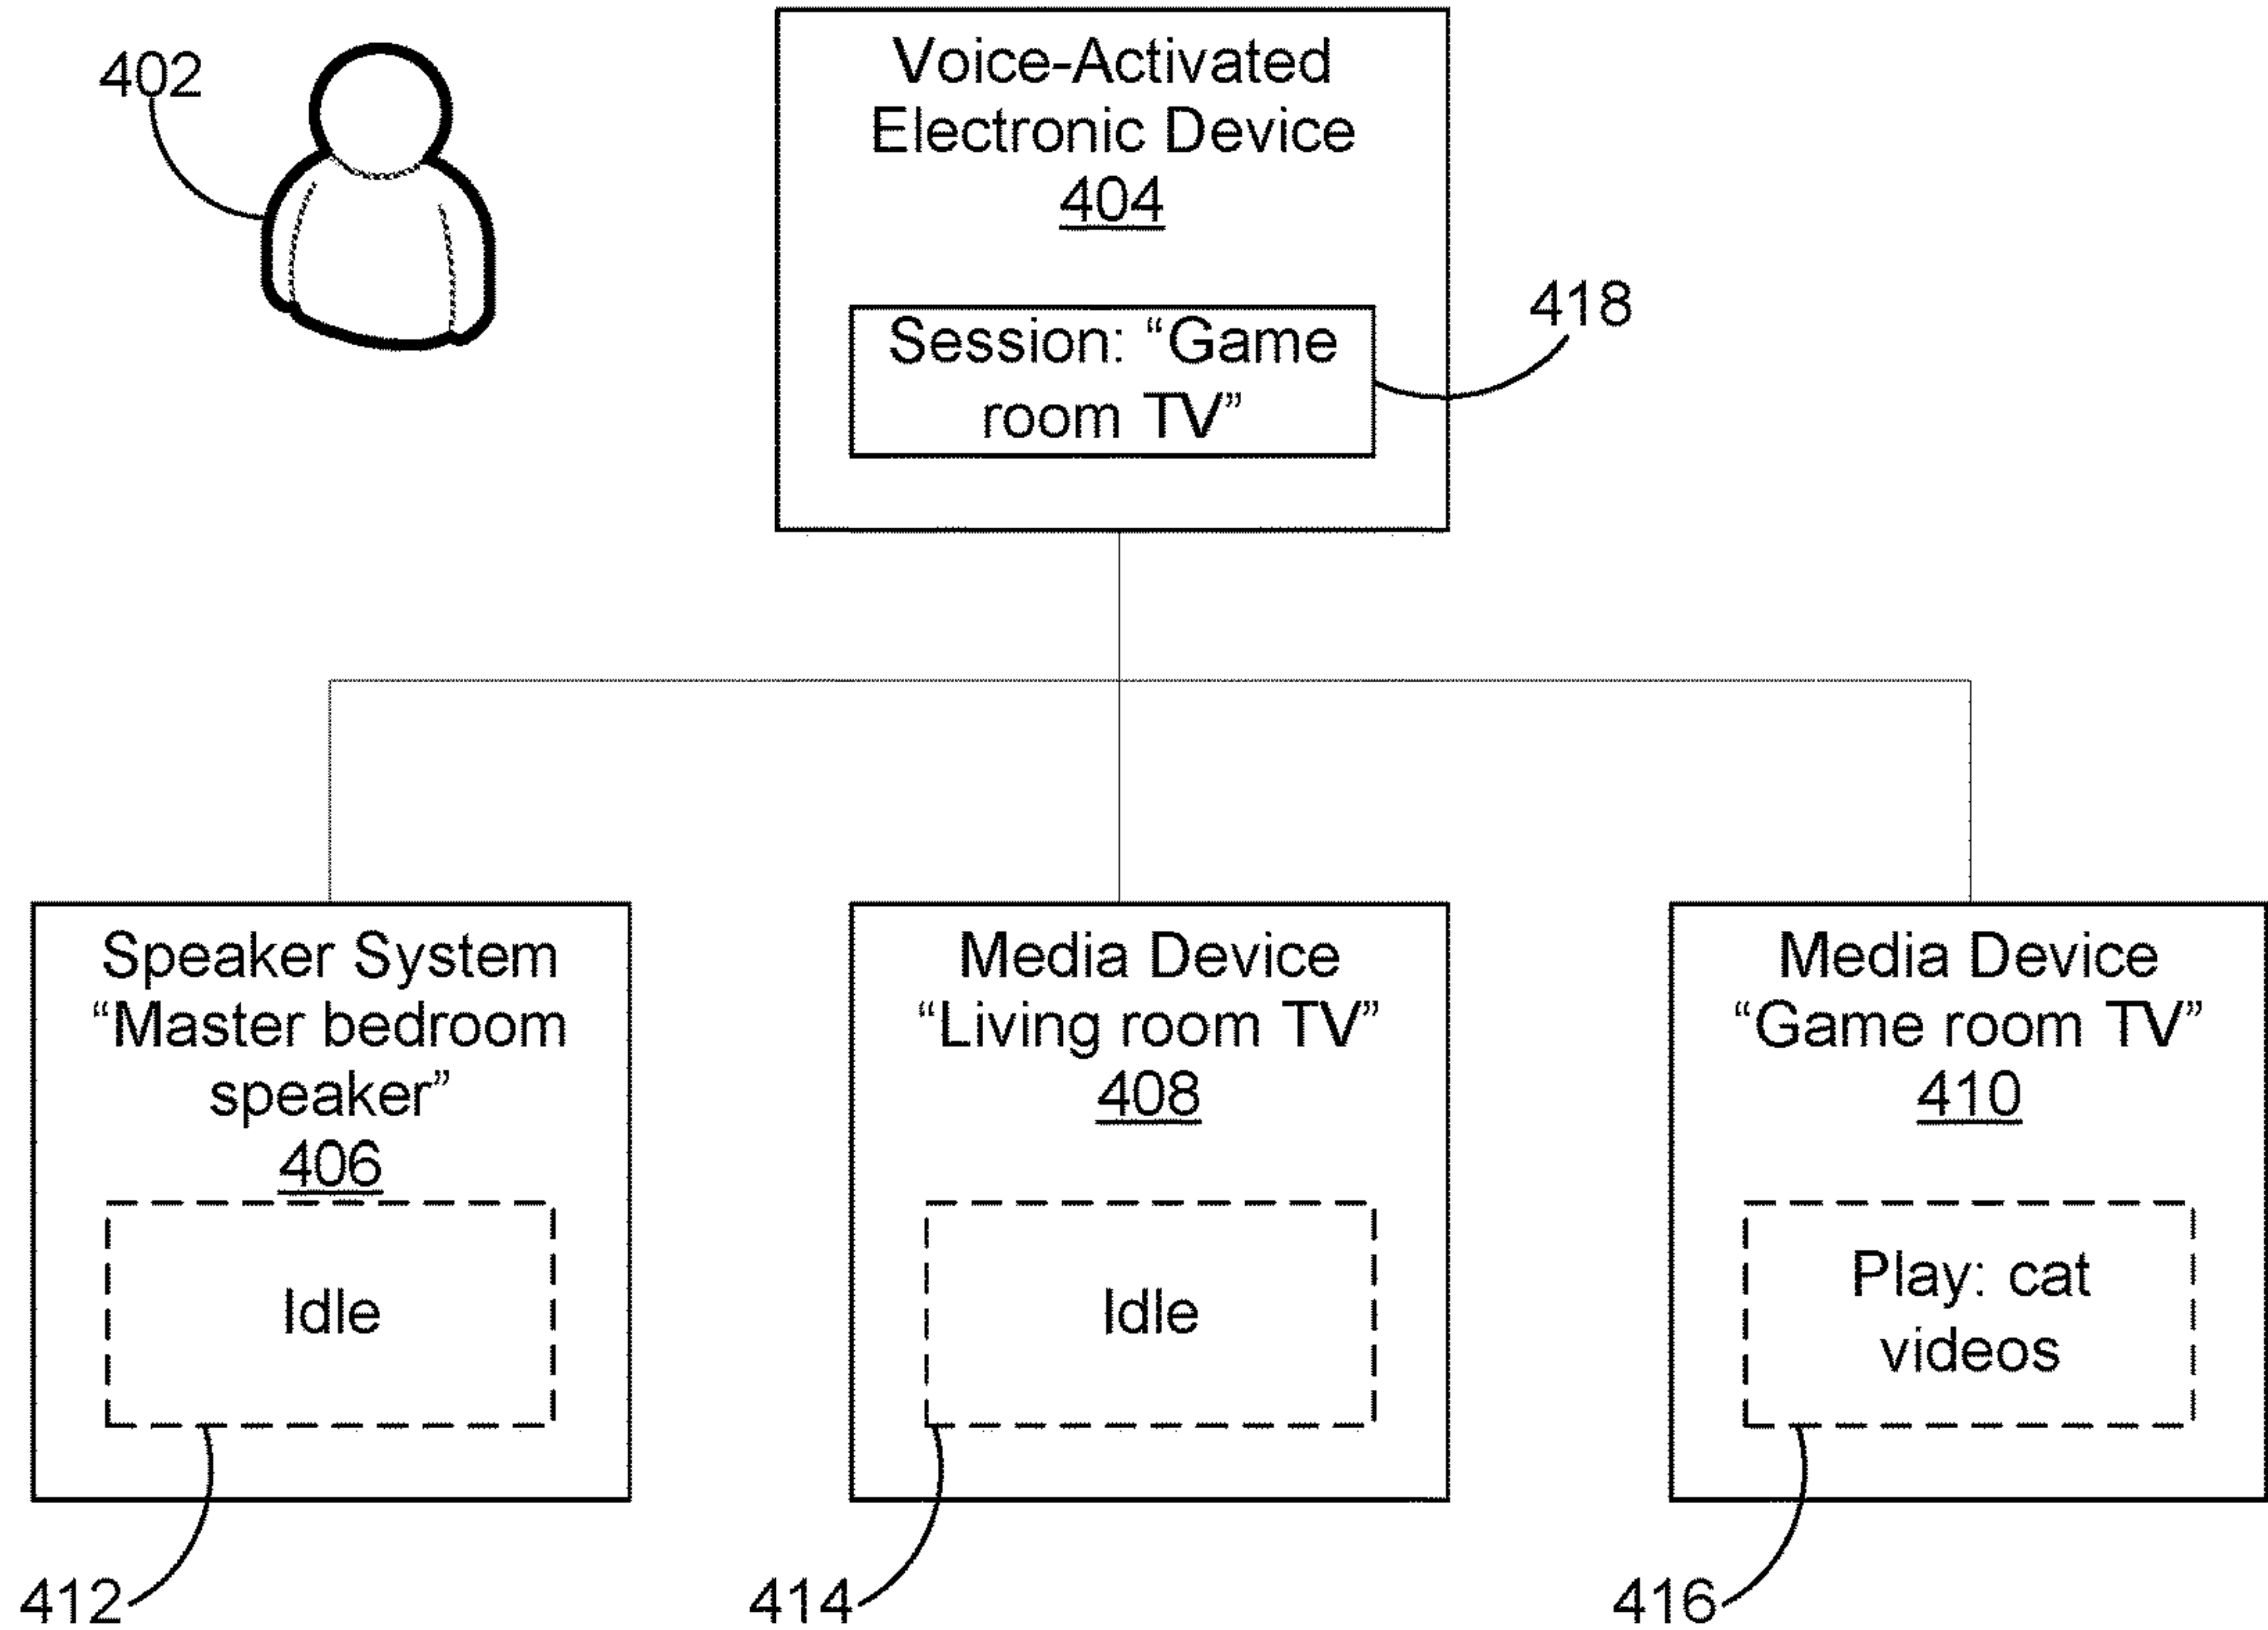 402
Voice-Activated
Electronic Device
404
Session: “Game
room TV”
418
Speaker System
“Master bedroom
speaker”
406
Idle
412
Media Device
“Living room TV”
408
Idle
414
Media Device
“Game room TV”
410
Play: cat
videos
416